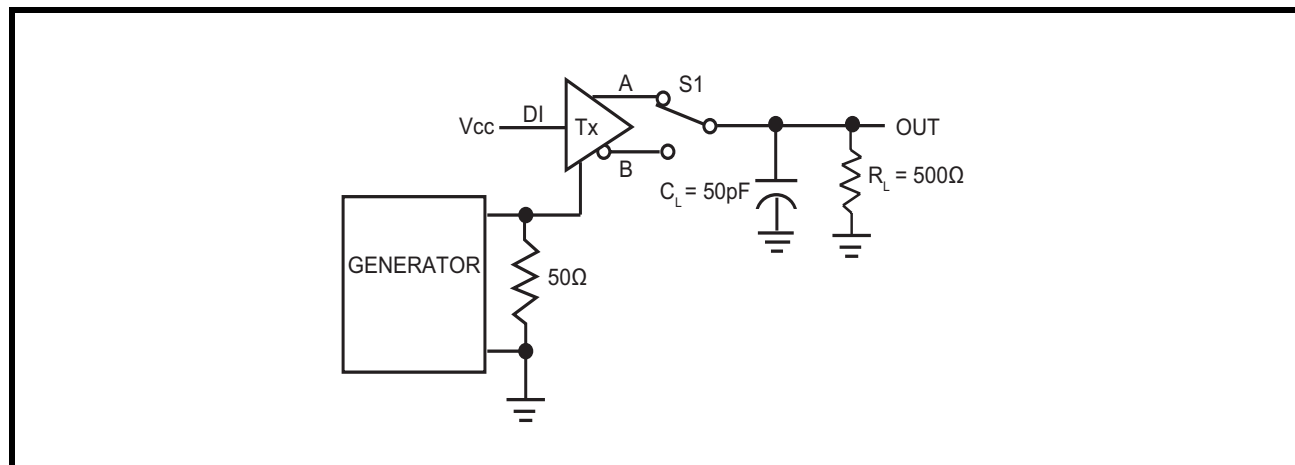 A
S1
Vcc
DI
Tx
OUT
B
C_L = 50pF
R_L = 500Ω
GENERATOR
50Ω